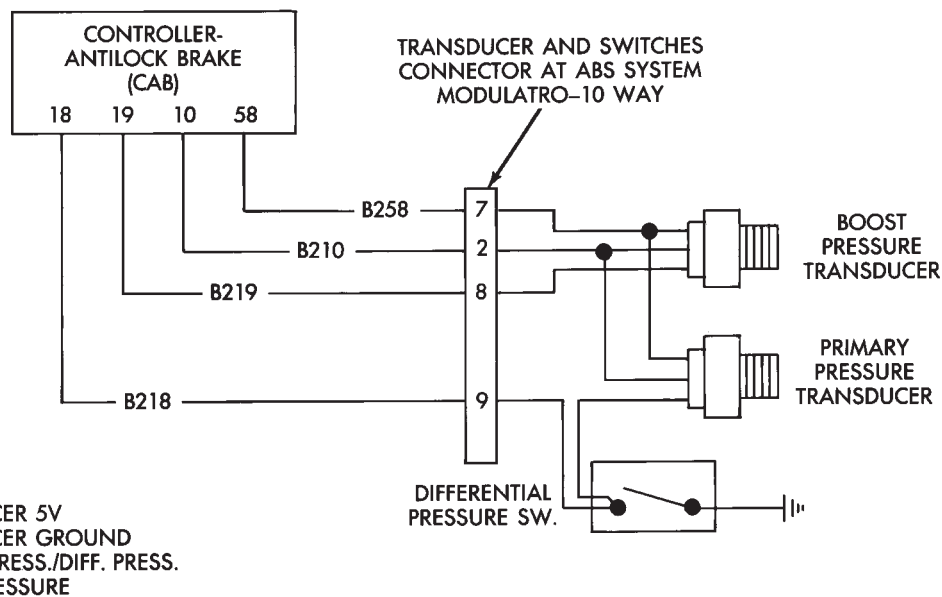 CONTROLLER-
ANTILOCK BRAKE
(CAB)
18 19 10 58
TRANSDUCER AND SWITCHES
CONNECTOR AT ABS SYSTEM
MODULATRO–10 WAY
B258
7
B210
2
B219
8
B218
9
BOOST
PRESSURE
TRANSDUCER
PRIMARY
PRESSURE
TRANSDUCER
DIFFERENTIAL
PRESSURE SW.
CER 5V
CER GROUND
RESS./DIFF. PRESS.
ESSURE